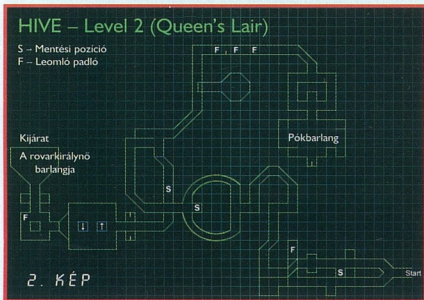 HIVE – Level 2 (Queen's Lair)
S – Mentési pozíció
F – Leomló padló
F F F
Kijárat
Pókbarlang
A rovarkirálynő
barlangja
S
S
F
F
S
Start
2. KÉP